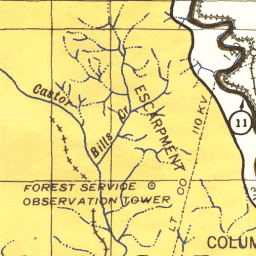 Castor
Bills Cr
ESCARPMENT
110 KV
11
FOREST SERVICE
OBSERVATION TOWER
LT CO
COLUM